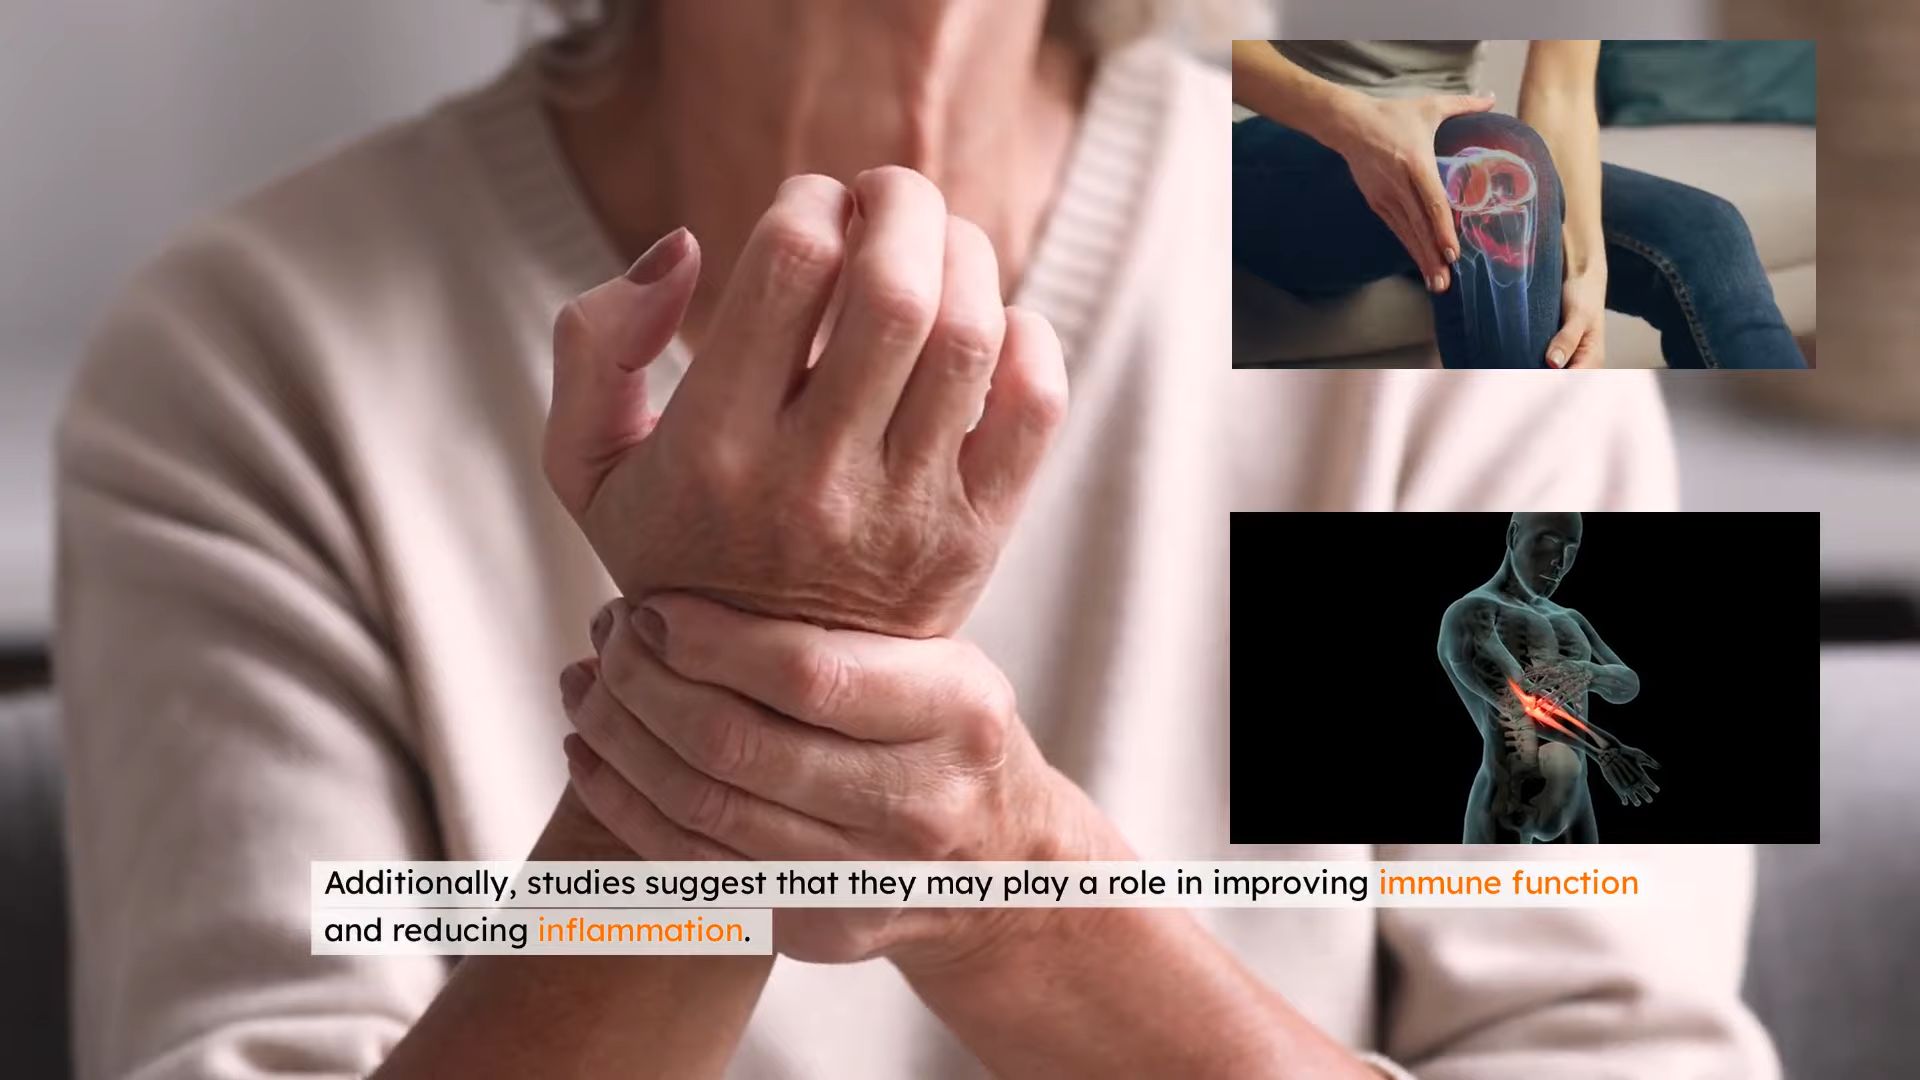 Additionally, studies suggest that they may play a role in improving immune function
and reducing inflammation.